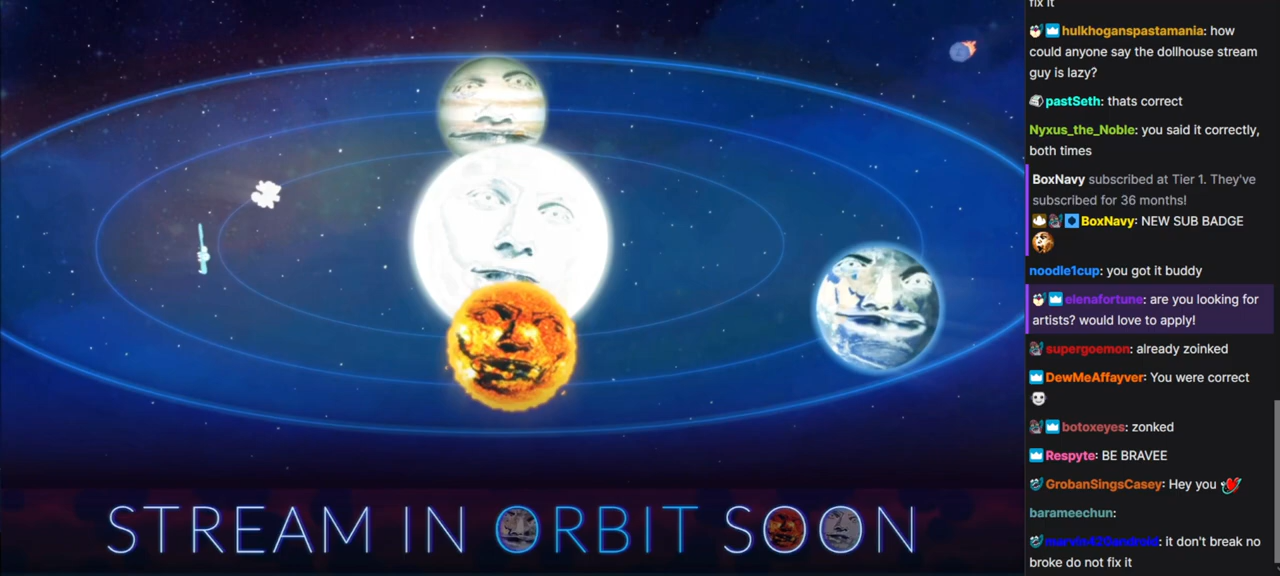 fix it
hulkhoganspastamania: how
could anyone say the dollhouse stream
guy is lazy?
pastSeth: thats correct
Nyxus_the_Noble: you said it correctly,
both times
BoxNavy subscribed at Tier 1. They've
subscribed for 36 months!
BoxNavy: NEW SUB BADGE
noodle1cup: you got it buddy
elenafortune: are you looking for
artists? would love to apply!
supergoemon: already zoinked
DewMeAffayver: You were correct
botoxeyes: zonked
Respyte: BE BRAVEE
GrobanSingsCasey: Hey you
barameechun:
: it don't break no
broke do not fix it
STREAM IN ORBIT SOON